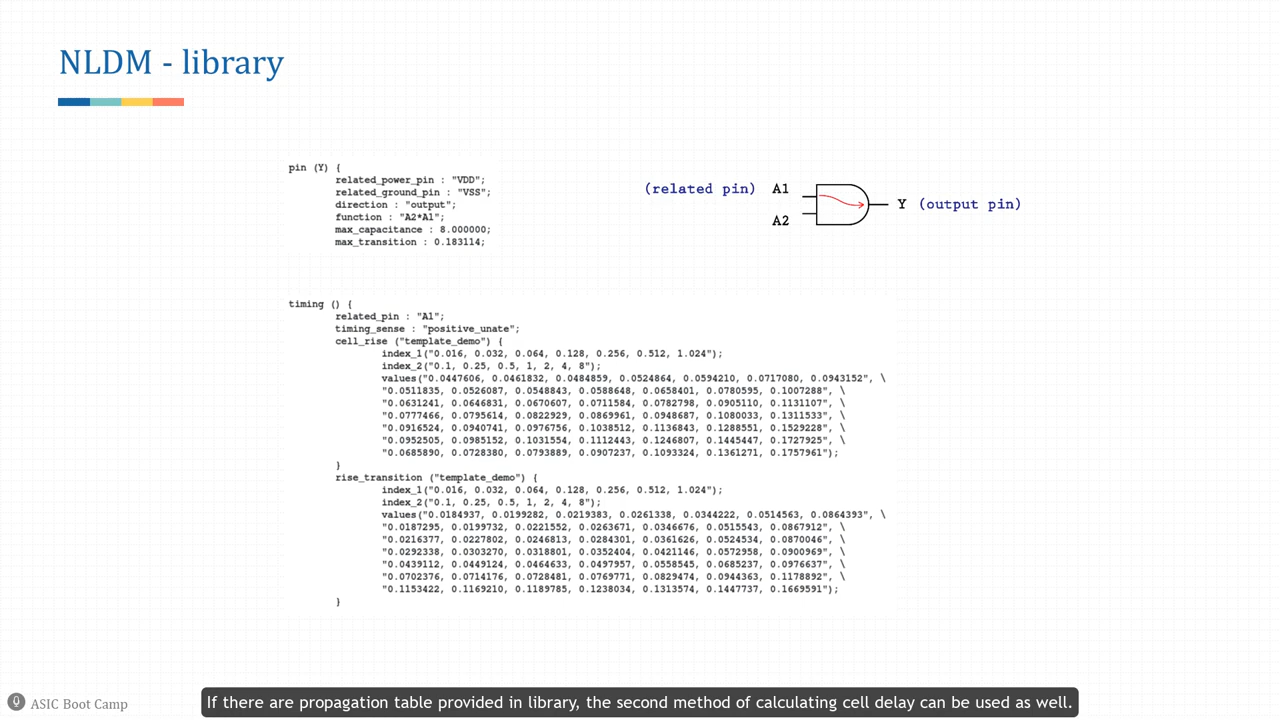 NLDM - library
pin (Y) {
related_power_pin : "VDD";
related_ground_pin : "VSS";
direction : "output";
function : "A2*A1";
max_capacitance : 8.000000;
max_transition : 0.183114;
(related pin) A1
A2
Y (output pin)
timing () {
related_pin : "A1";
timing_sense : "positive_unate";
cell_rise ("template_demo") {
index_1("0.016, 0.032, 0.064, 0.128, 0.256, 0.512, 1.024");
index_2("0.1, 0.25, 0.5, 1, 2, 4, 8");
values("0.0447606, 0.0461832, 0.0484859, 0.0524864, 0.0594210, 0.0717080, 0.0943152", \
"0.0511835, 0.0526087, 0.0548843, 0.0588648, 0.0658401, 0.0780595, 0.1007288", \
"0.0631241, 0.0646831, 0.0670607, 0.0711584, 0.0782798, 0.0905110, 0.1131107", \
"0.0777466, 0.0795614, 0.0822929, 0.0869961, 0.0948687, 0.1080033, 0.1311533", \
"0.0916524, 0.0940741, 0.0976756, 0.1038512, 0.1136843, 0.1288551, 0.1529228", \
"0.0952505, 0.0985152, 0.1031554, 0.1112443, 0.1246807, 0.1445447, 0.1727925", \
"0.0685890, 0.0728380, 0.0793889, 0.0907237, 0.1093324, 0.1361271, 0.1757961");
}
rise_transition ("template_demo") {
index_1("0.016, 0.032, 0.064, 0.128, 0.256, 0.512, 1.024");
index_2("0.1, 0.25, 0.5, 1, 2, 4, 8");
values("0.0184937, 0.0199282, 0.0219383, 0.0261338, 0.0344222, 0.0514563, 0.0864393", \
"0.0187295, 0.0199732, 0.0221552, 0.0263671, 0.0346676, 0.0515543, 0.0867912", \
"0.0216377, 0.0227802, 0.0246813, 0.0284301, 0.0361626, 0.0524534, 0.0870046", \
"0.0292338, 0.0303270, 0.0318801, 0.0352404, 0.0421146, 0.0572958, 0.0900969", \
"0.0439112, 0.0449124, 0.0464633, 0.0497957, 0.0558545, 0.0685237, 0.0976637", \
"0.0702376, 0.0714176, 0.0728481, 0.0769771, 0.0829474, 0.0944363, 0.1178892", \
"0.1153422, 0.1169210, 0.1189785, 0.1238034, 0.1313574, 0.1447737, 0.1669591");
}
ASIC Boot Camp
If there are propagation table provided in library, the second method of calculating cell delay can be used as well.